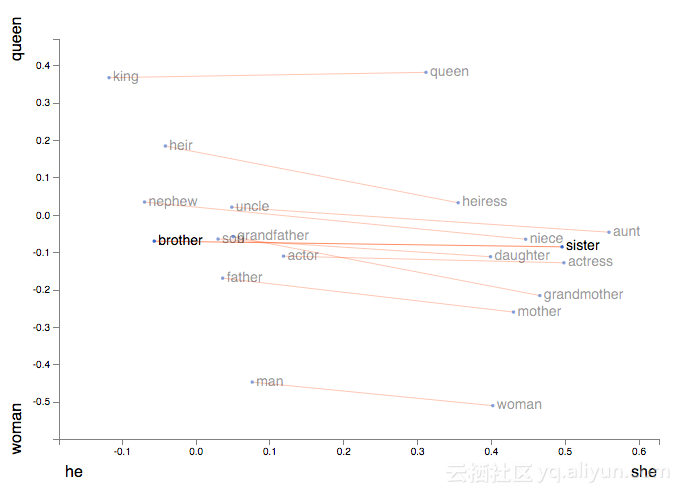 queen
0.4
king
queen
0.3
0.2
heir
0.1
nephew
uncle
heiress
0.0
aunt
brother
son
grandfather
niece
sister
-0.1
actor
daughter
actress
father
-0.2
grandmother
mother
-0.3
-0.4
man
-0.5
woman
woman
-0.1 0.0 0.1 0.2 0.3 0.4 0.5 0.6
he
she
云栖社区 yq.aliyun.com